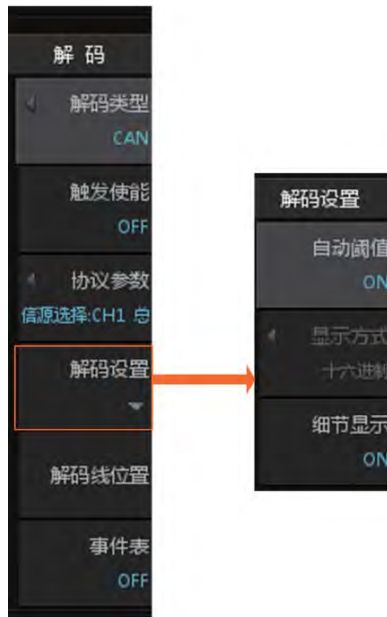 解 码
解码类型
CAN
触发使能
OFF
协议参数
信源选择:CH1 总
解码设置
解码线位置
事件表
OFF
解码设置
自动阈值
ON
显示方式
十六进制
细节显示
ON